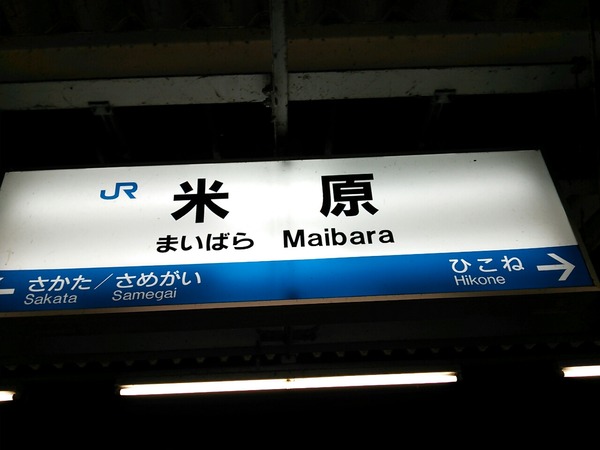 JR 米原
まいばら Maibara
← さかた／さめがい
Sakata Samegai
ひこね →
Hikone